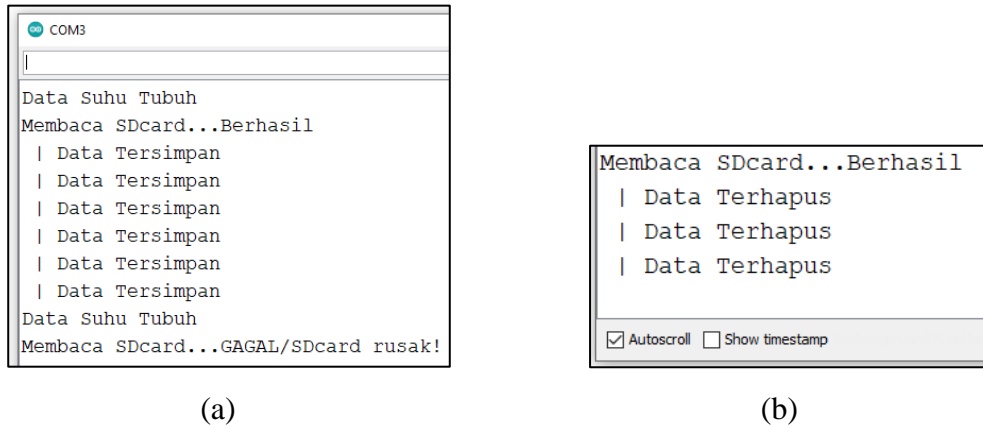 COM3
Data Suhu Tubuh
Membaca SDcard...Berhasil
| Data Tersimpan
| Data Tersimpan
| Data Tersimpan
| Data Tersimpan
| Data Tersimpan
| Data Tersimpan
Data Suhu Tubuh
Membaca SDcard...GAGAL/SDcard rusak!
(a)
Membaca SDcard...Berhasil
| Data Terhapus
| Data Terhapus
| Data Terhapus
Autoscroll Show timestamp
(b)